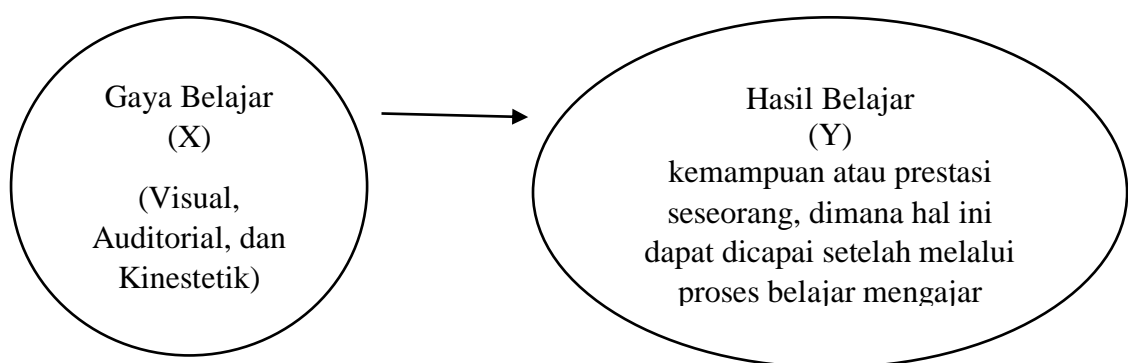 Gaya Belajar
(X)
(Visual,
Auditorial, dan
Kinestetik)
Hasil Belajar
(Y)
kemampuan atau prestasi
seseorang, dimana hal ini
dapat dicapai setelah melalui
proses belajar mengajar